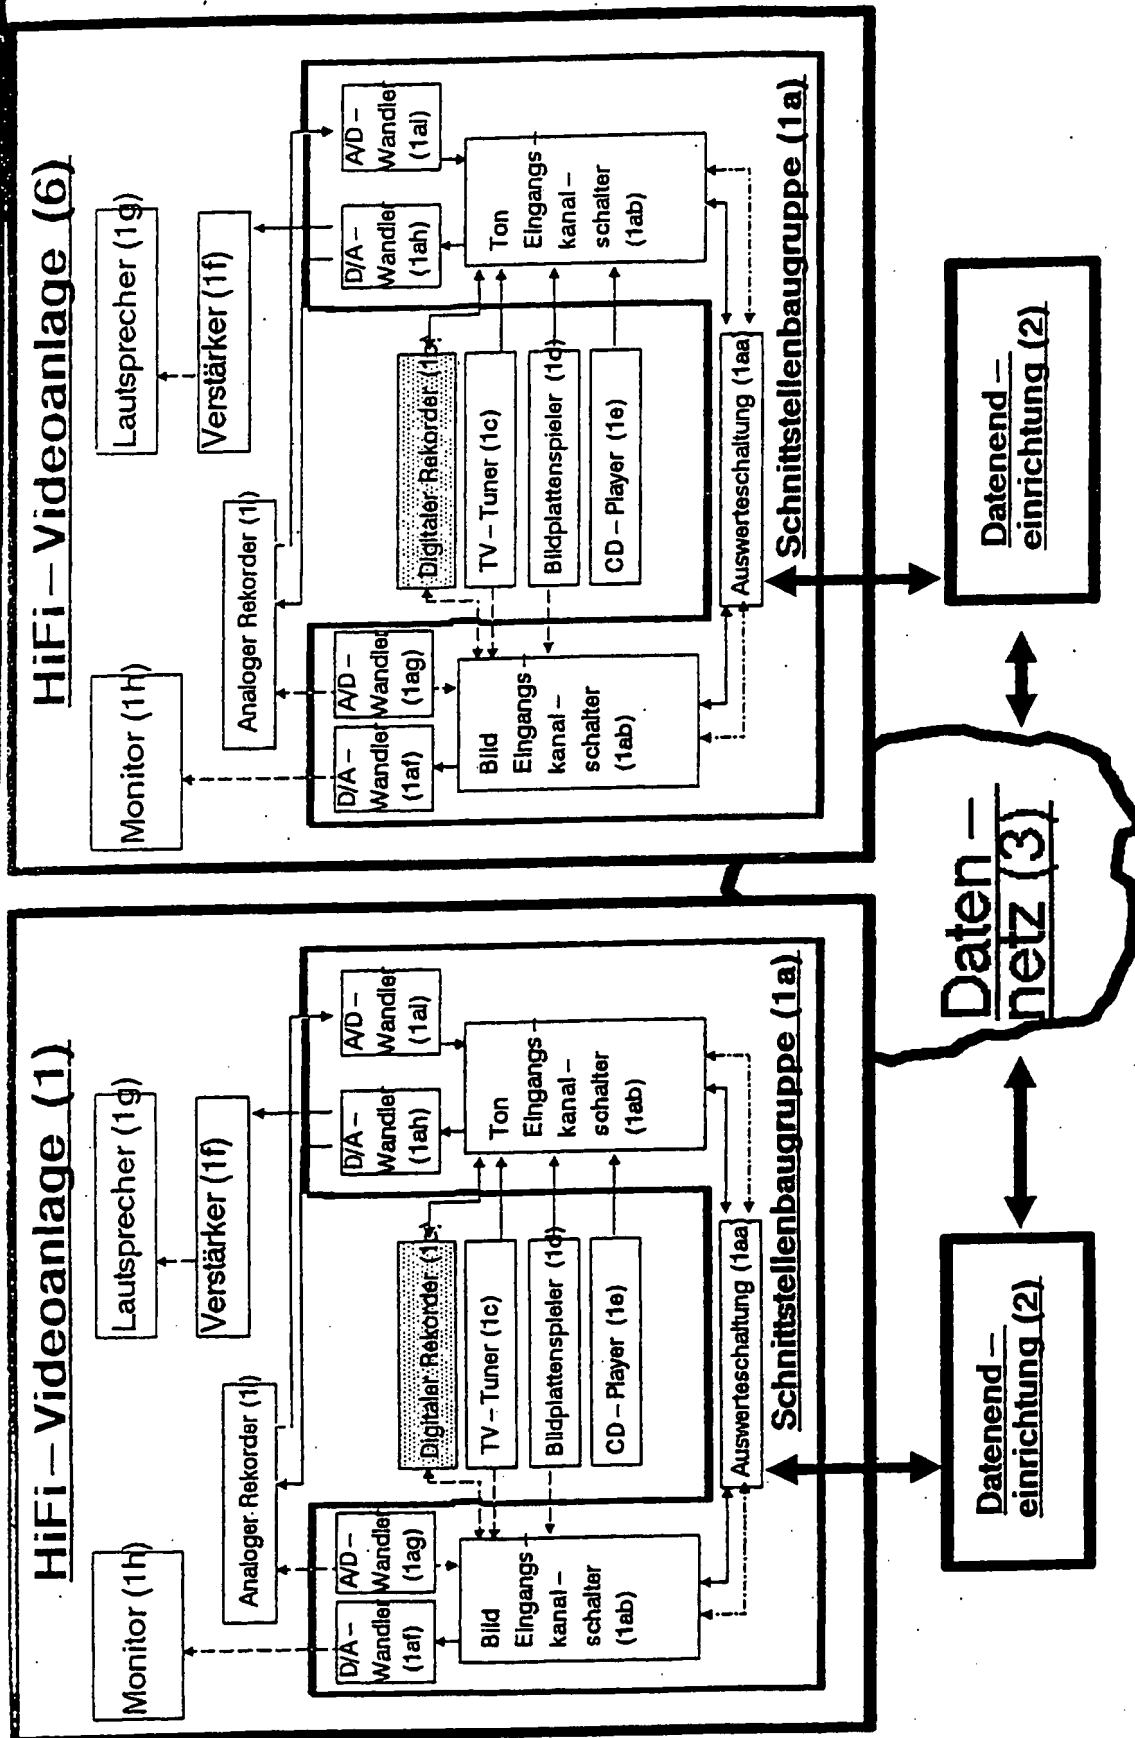 HiFi – Videoanlage (1)
Monitor (1h)
Lautsprecher (1g)
Verstärker (1f)
Analoger Rekorder (1i)
D/A –
Wandler
(1af)
A/D –
Wandler
(1ag)
D/A –
Wandler
(1ah)
A/D –
Wandler
(1ai)
Digitaler Rekorder
TV – Tuner (1c)
Bildplattenspieler (1d)
CD – Player (1e)
Bild
Eingangs –
kanal –
schalter
(1ab)
Ton
Eingangs –
kanal –
schalter
(1ab)
Auswerteschaltung (1aa)
Schnittstellenbaugruppe (1a)
Datenend –
einrichtung (2)
HiFi – Videoanlage (6)
Monitor (1h)
Lautsprecher (1g)
Verstärker (1f)
Analoger Rekorder (1i)
D/A –
Wandler
(1af)
A/D –
Wandler
(1ag)
D/A –
Wandler
(1ah)
A/D –
Wandler
(1ai)
Digitaler Rekorder
TV – Tuner (1c)
Bildplattenspieler (1d)
CD – Player (1e)
Bild
Eingangs –
kanal –
schalter
(1ab)
Ton
Eingangs –
kanal –
schalter
(1ab)
Auswerteschaltung (1aa)
Schnittstellenbaugruppe (1a)
Datenend –
einrichtung (2)
Daten –
netz (3)